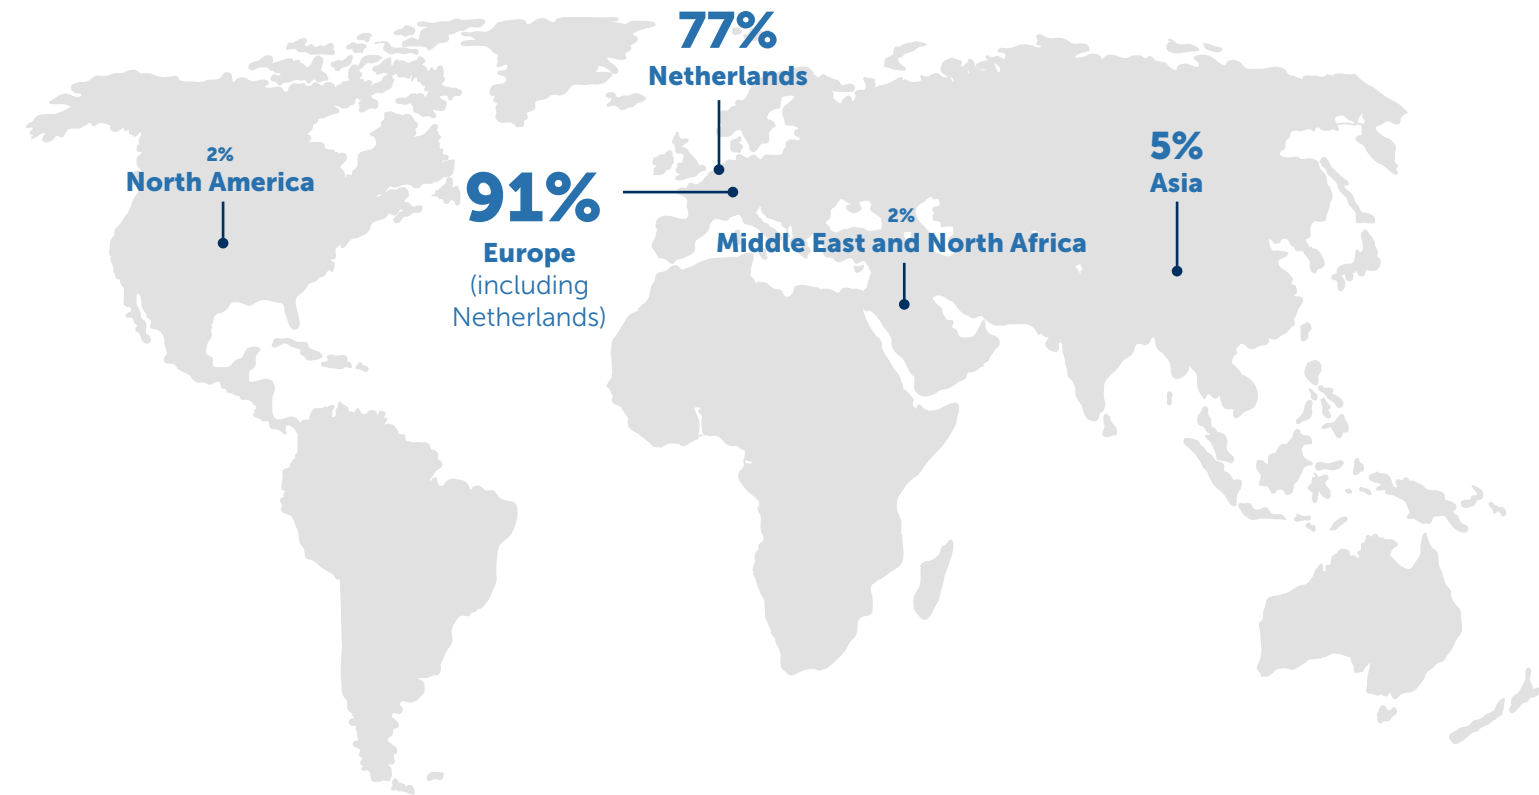 77%
Netherlands
2%
North America
91%
Europe
(including
Netherlands)
2%
Middle East and North Africa
5%
Asia